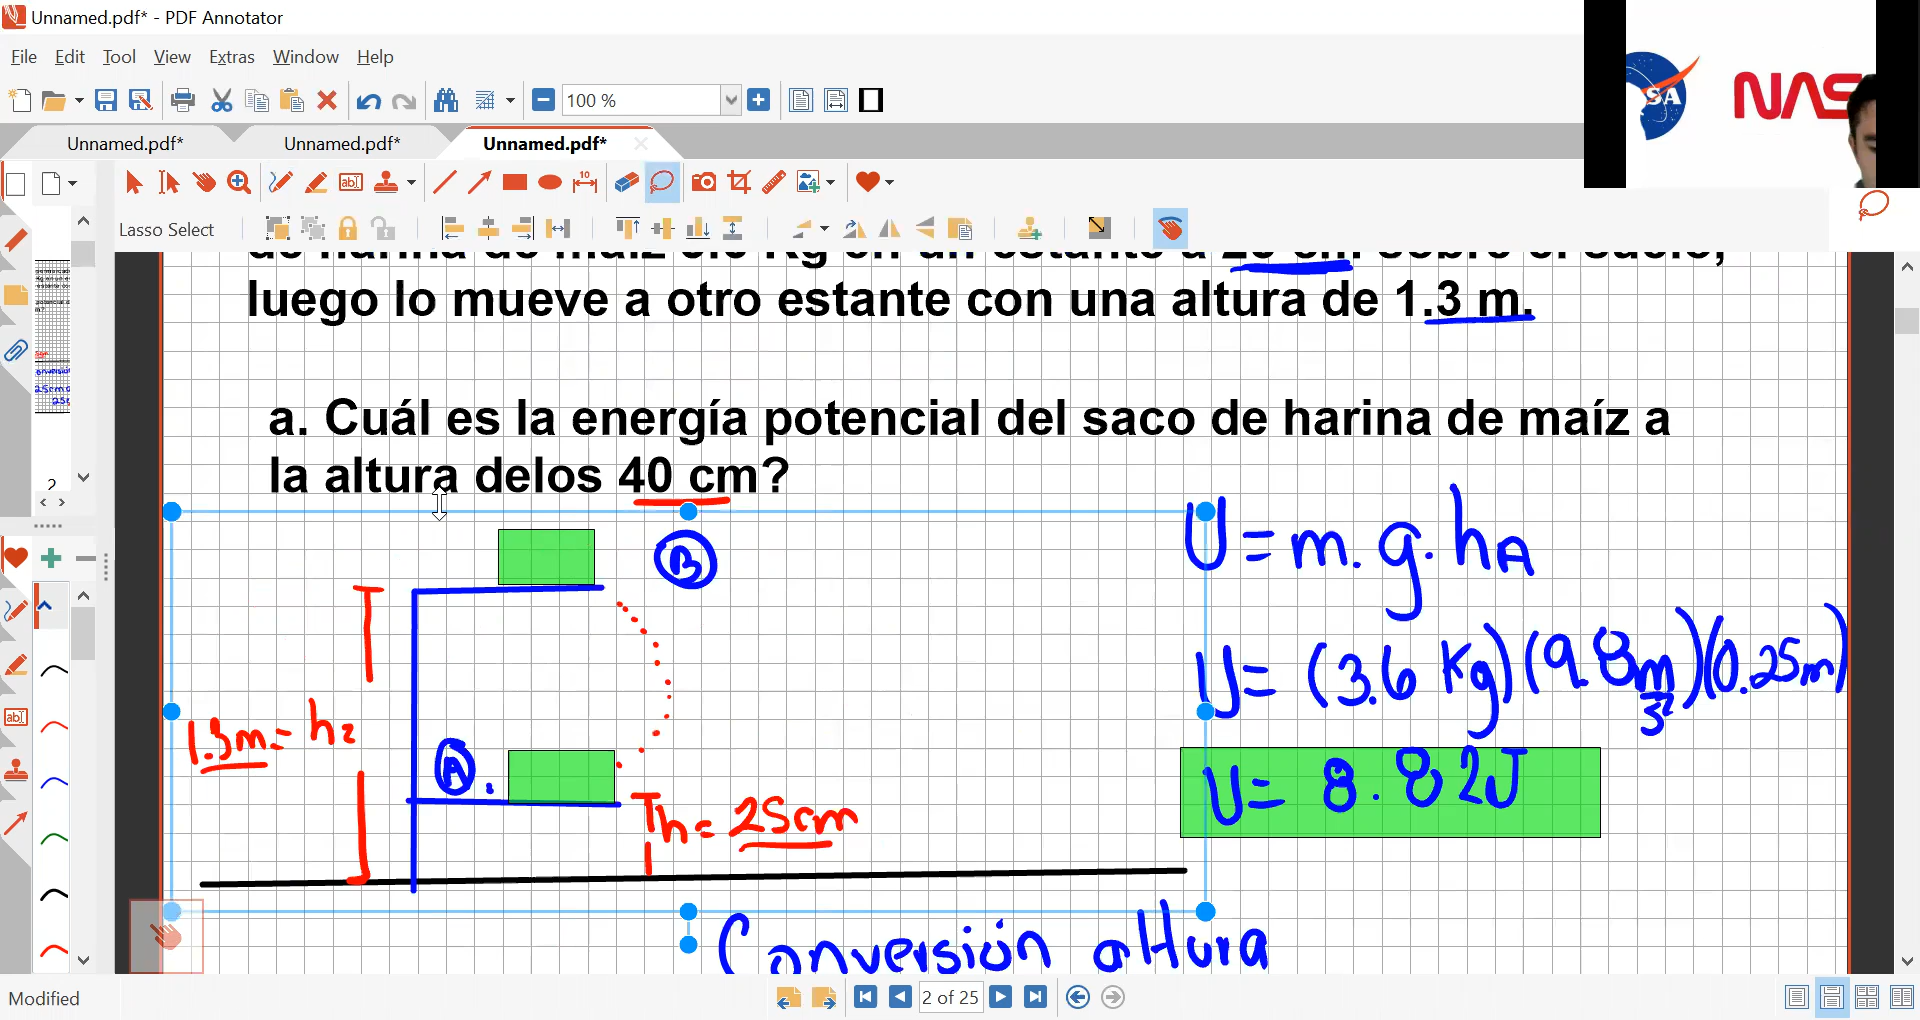 Unnamed.pdf* - PDF Annotator
File Edit Tool View Extras Window Help
100 %
Unnamed.pdf* Unnamed.pdf* Unnamed.pdf*
Lasso Select
luego lo mueve a otro estante con una altura de 1.3 m.
a. Cuál es la energía potencial del saco de harina de maíz a
la altura delos 40 cm?
B
U = m. g. hA
U = (3.6 Kg) (9.8 m/s²)(0.25m)
1.3m = h2
A.
h = 25cm
U = 8.82J
Conversión altura
2
Modified
2 of 25